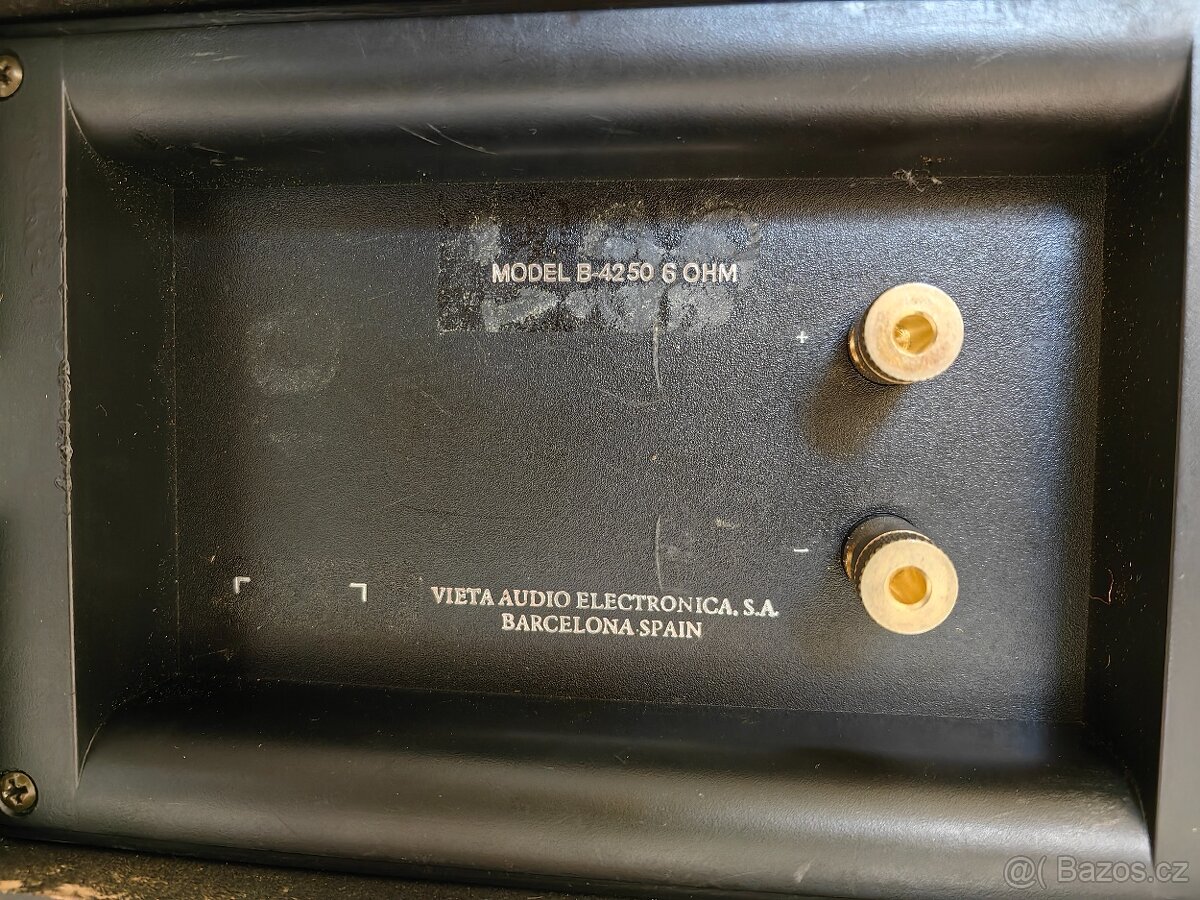 MODEL B-4250 6 OHM
+
–
VIETA AUDIO ELECTRONICA, S.A.
BARCELONA·SPAIN
@( Bazos.cz